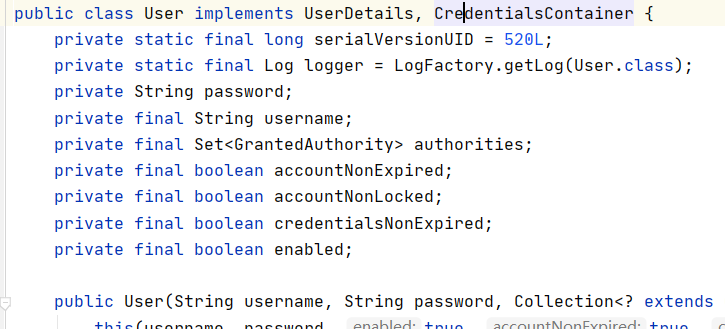 public class User implements UserDetails, CredentialsContainer {
private static final long serialVersionUID = 520L;
private static final Log logger = LogFactory.getLog(User.class);
private String password;
private final String username;
private final Set<GrantedAuthority> authorities;
private final boolean accountNonExpired;
private final boolean accountNonLocked;
private final boolean credentialsNonExpired;
private final boolean enabled;
public User(String username, String password, Collection<? extends
this(username, password, enabled: true, accountNonExpired: true